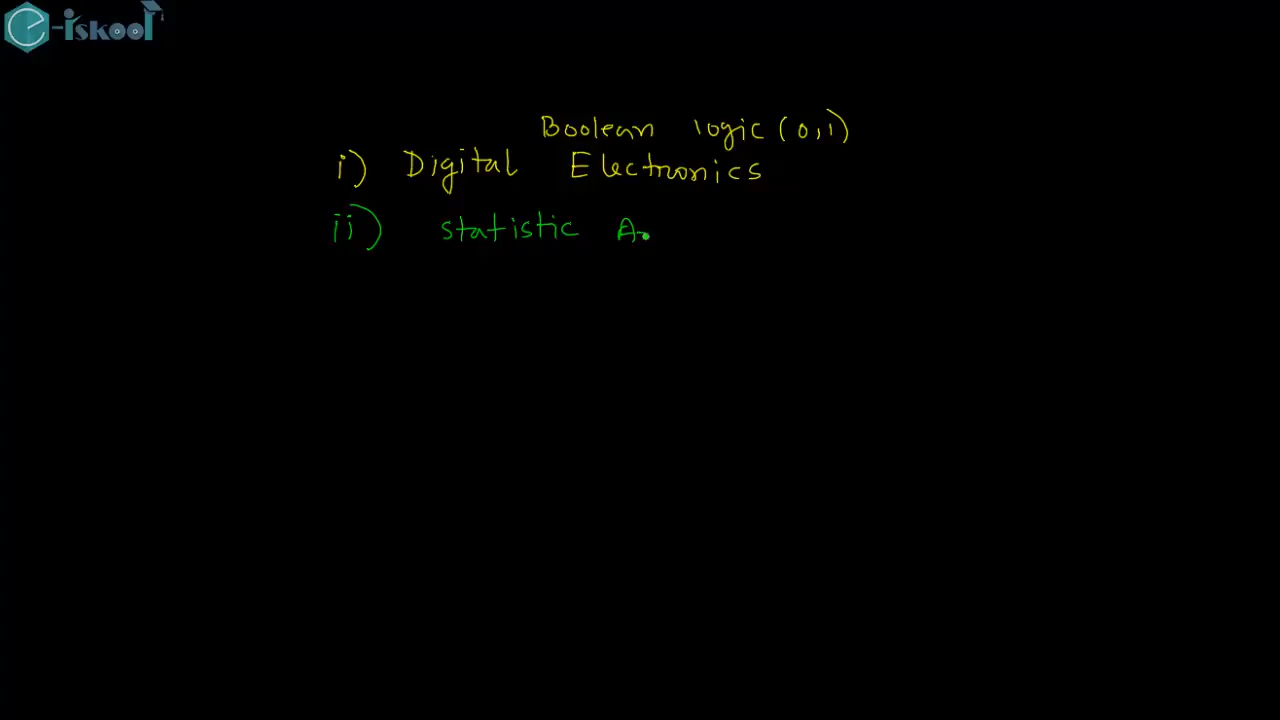 e-iskool
Boolean logic (0,1)
i) Digital Electronics
ii) statistic A